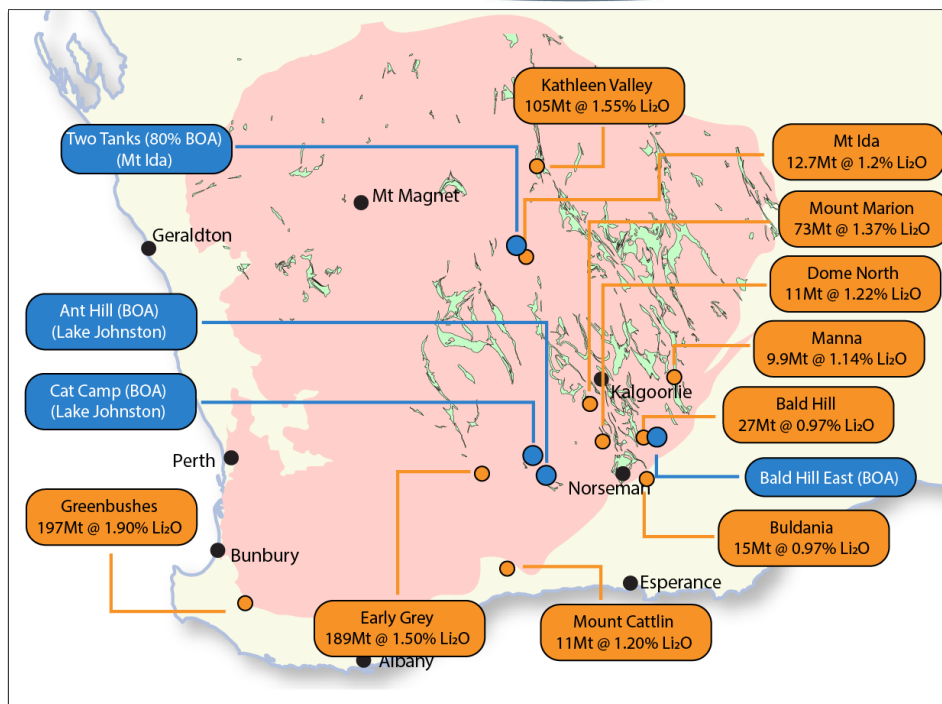 Kathleen Valley
105Mt @ 1.55% Li₂O
Two Tanks (80% BOA)
(Mt Ida)
Mt Ida
12.7Mt @ 1.2% Li₂O
Mt Magnet
Mount Marion
73Mt @ 1.37% Li₂O
Geraldton
Dome North
11Mt @ 1.22% Li₂O
Ant Hill (BOA)
(Lake Johnston)
Manna
9.9Mt @ 1.14% Li₂O
Cat Camp (BOA)
(Lake Johnston)
Kalgoorlie
Bald Hill
27Mt @ 0.97% Li₂O
Perth
Norseman
Bald Hill East (BOA)
Greenbushes
197Mt @ 1.90% Li₂O
Buldania
15Mt @ 0.97% Li₂O
Bunbury
Esperance
Early Grey
189Mt @ 1.50% Li₂O
Mount Cattlin
11Mt @ 1.20% Li₂O
Albany